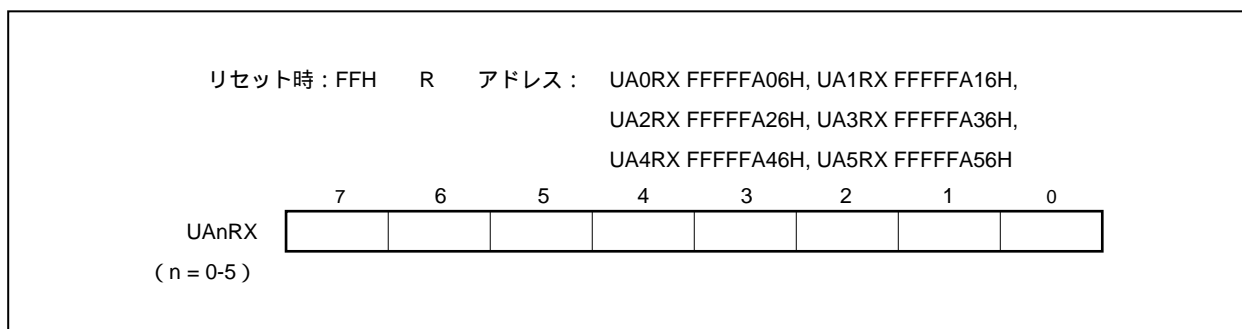 リセット時：FFH R アドレス： UA0RX FFFFFA06H, UA1RX FFFFFA16H,
UA2RX FFFFFA26H, UA3RX FFFFFA36H,
UA4RX FFFFFA46H, UA5RX FFFFFA56H
7 6 5 4 3 2 1 0
UAnRX
（n = 0-5）